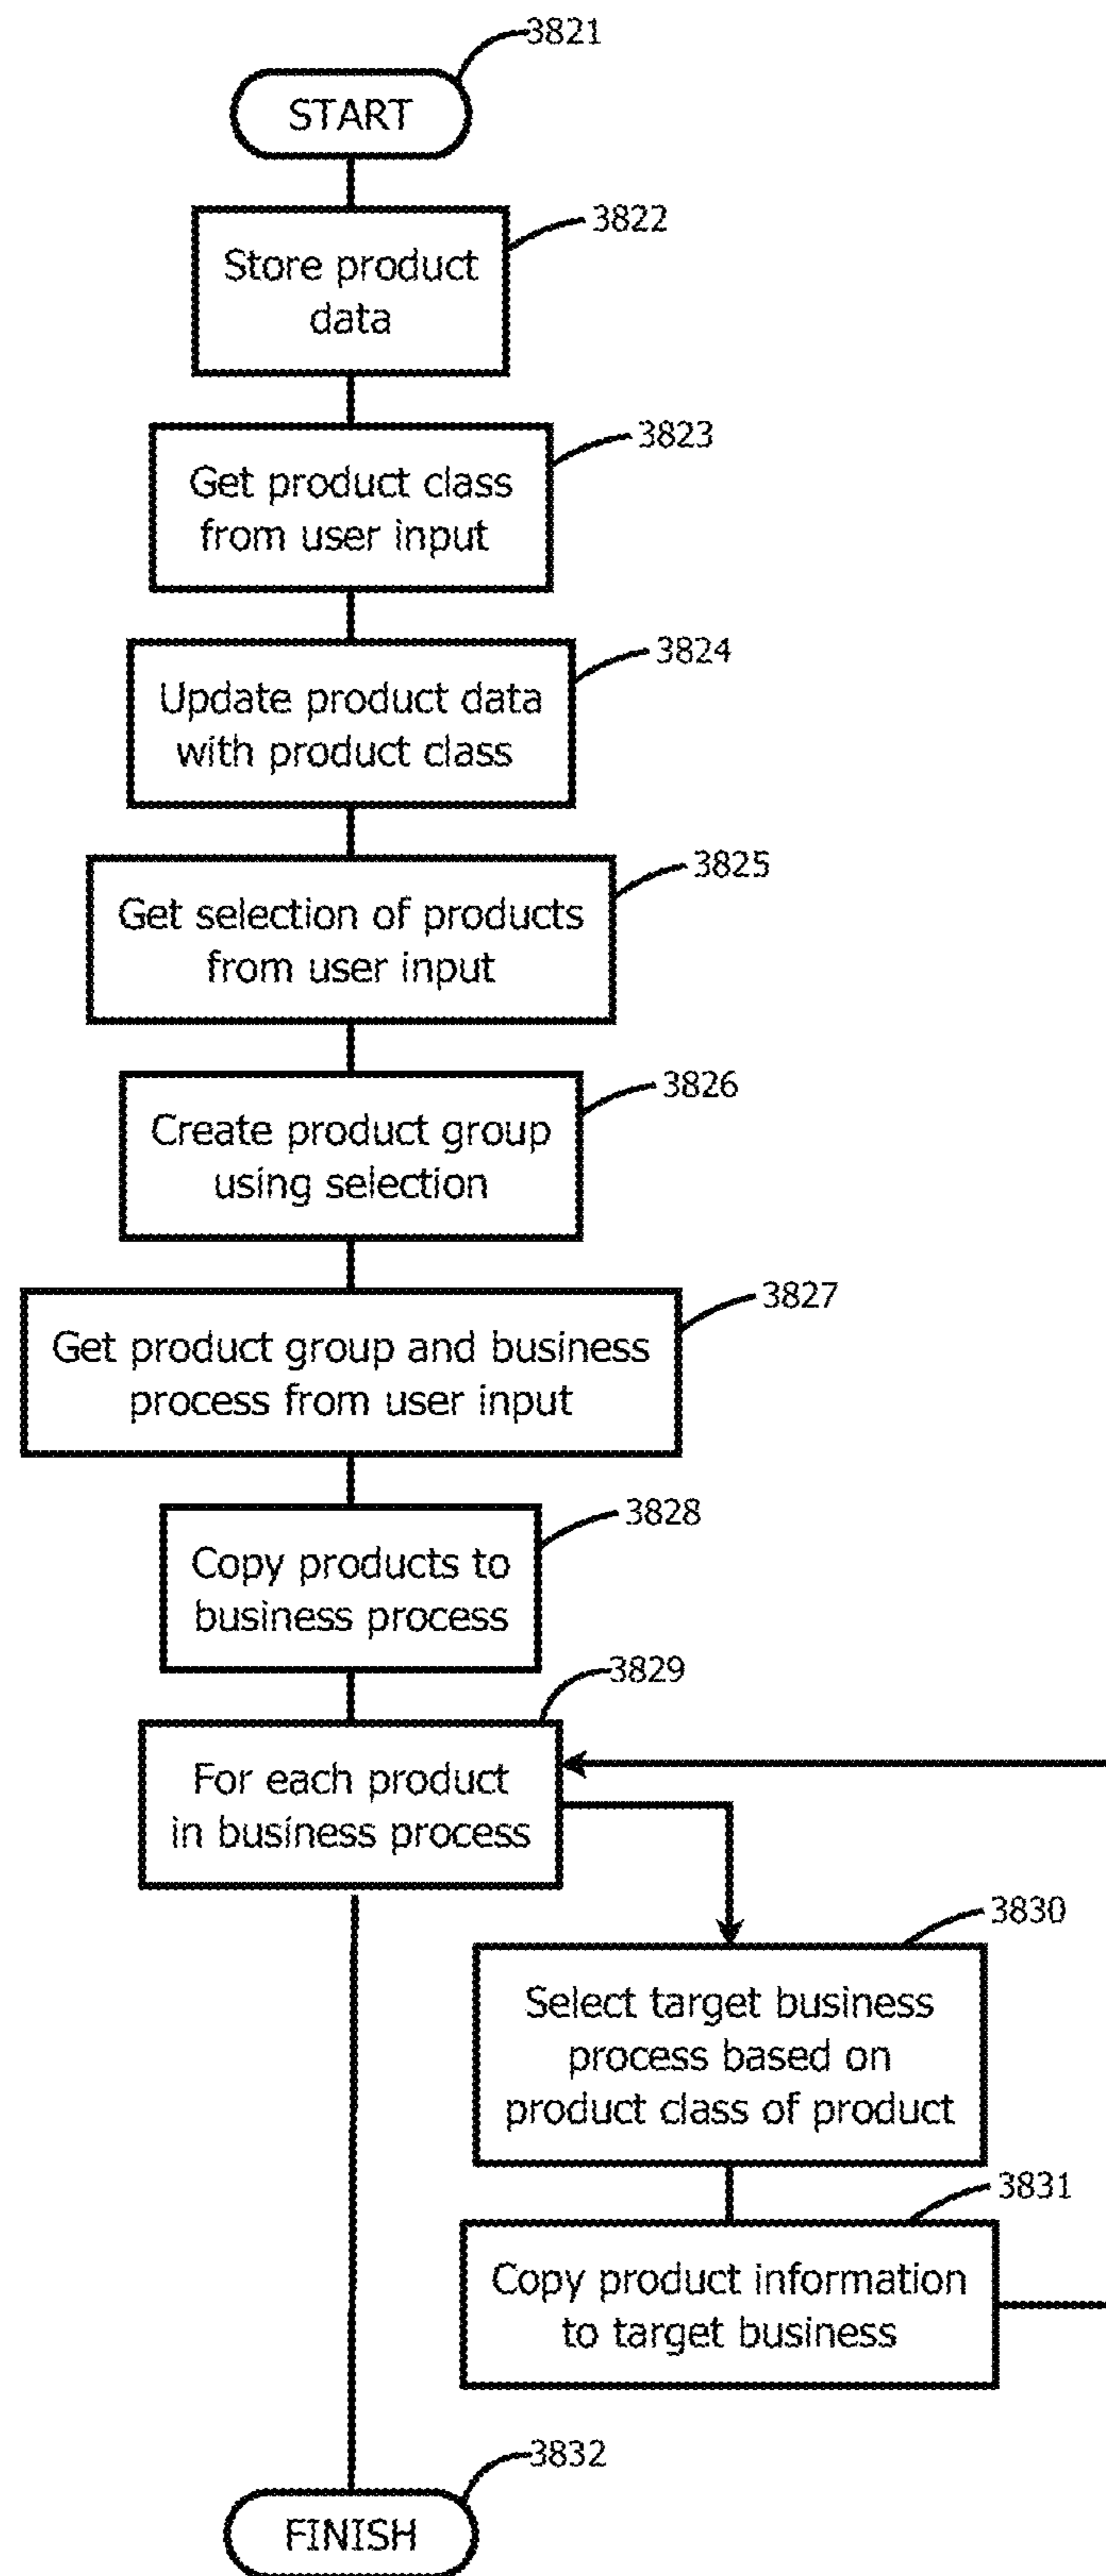 3821
START
3822
Store product
data
3823
Get product class
from user input
3824
Update product data
with product class
3825
Get selection of products
from user input
3826
Create product group
using selection
3827
Get product group and business
process from user input
3828
Copy products to
business process
3829
For each product
in business process
3830
Select target business
process based on
product class of product
3831
Copy product information
to target business
3832
FINISH